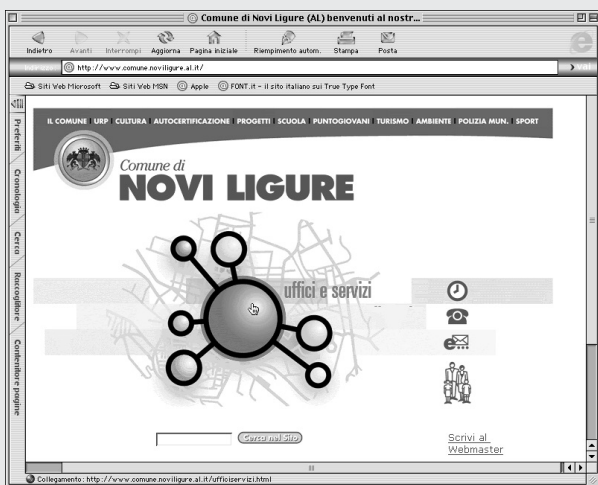 Comune di Novi Ligure (AL) benvenuti al nostr...
Indietro Avanti Interrompi Aggiorna Pagina iniziale Riempimento autom. Stampa Posta
http://www.comune.noviligure.al.it/ vai
Siti Web Microsoft Siti Web MSN Apple FONT.it - il sito italiano sui True Type Font
Preferiti
Cronologia
Cerca
Raccoglitore
Contenitore pagine
IL COMUNE | URP | CULTURA | AUTOCERTIFICAZIONE | PROGETTI | SCUOLA | PUNTOGIOVANI | TURISMO | AMBIENTE | POLIZIA MUN. | SPORT
Comune di
NOVI LIGURE
uffici e servizi
e
Cerca nel Sito
Scrivi al
Webmaster
Collegamento: http://www.comune.noviligure.al.it/ufficiservizi.html